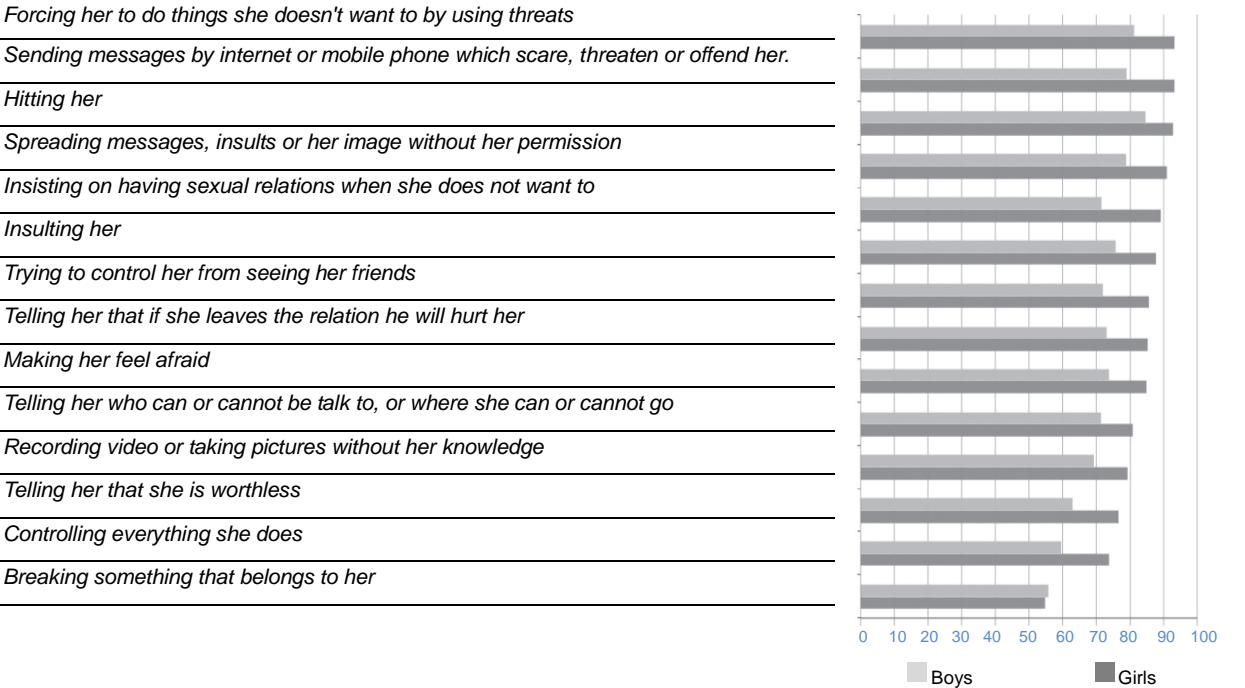 Forcing her to do things she doesn't want to by using threats
Sending messages by internet or mobile phone which scare, threaten or offend her.
Hitting her
Spreading messages, insults or her image without her permission
Insisting on having sexual relations when she does not want to
Insulting her
Trying to control her from seeing her friends
Telling her that if she leaves the relation he will hurt her
Making her feel afraid
Telling her who can or cannot be talk to, or where she can or cannot go
Recording video or taking pictures without her knowledge
Telling her that she is worthless
Controlling everything she does
Breaking something that belongs to her
0 10 20 30 40 50 60 70 80 90 100
Boys Girls